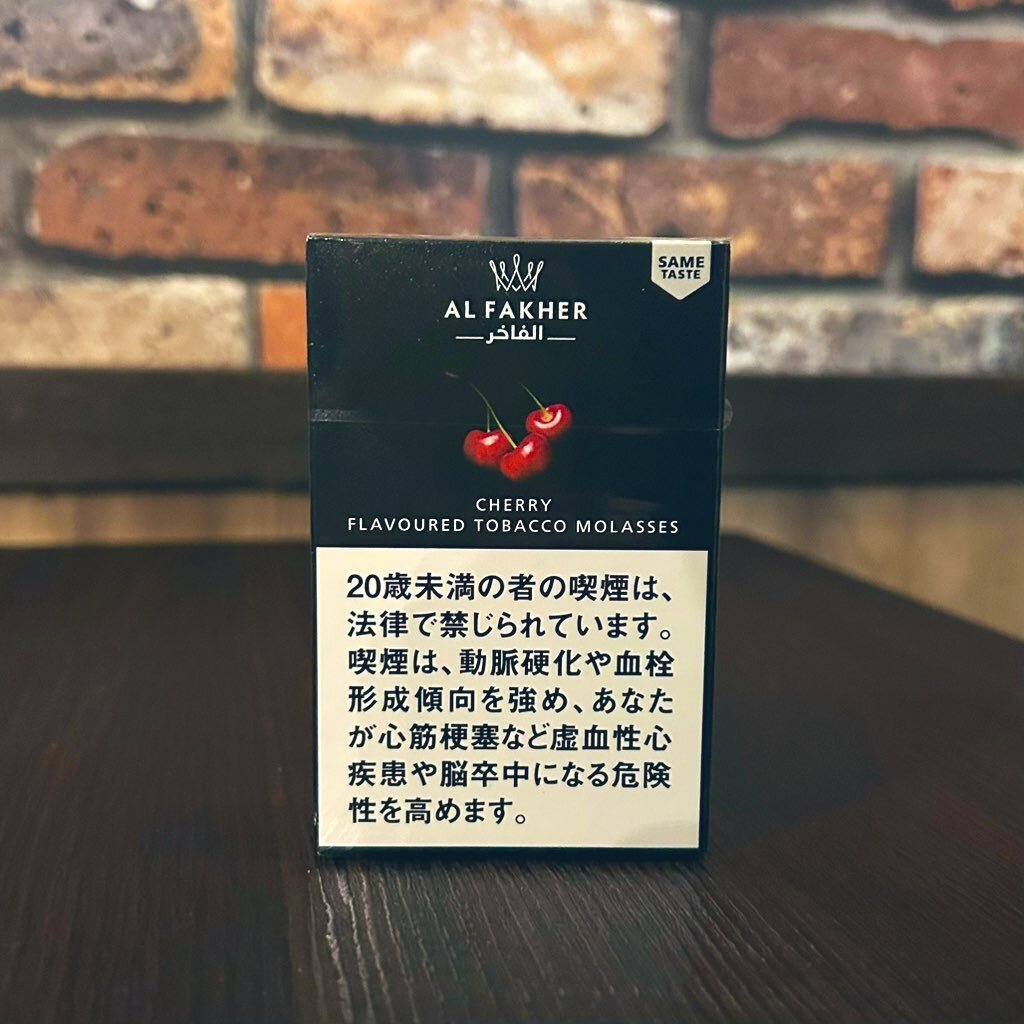 SAME
TASTE
AL FAKHER
الفاخر
CHERRY
FLAVOURED TOBACCO MOLASSES
20歳未満の者の喫煙は、
法律で禁じられています。
喫煙は、動脈硬化や血栓
形成傾向を強め、あなた
が心筋梗塞など虚血性心
疾患や脳卒中になる危険
性を高めます。